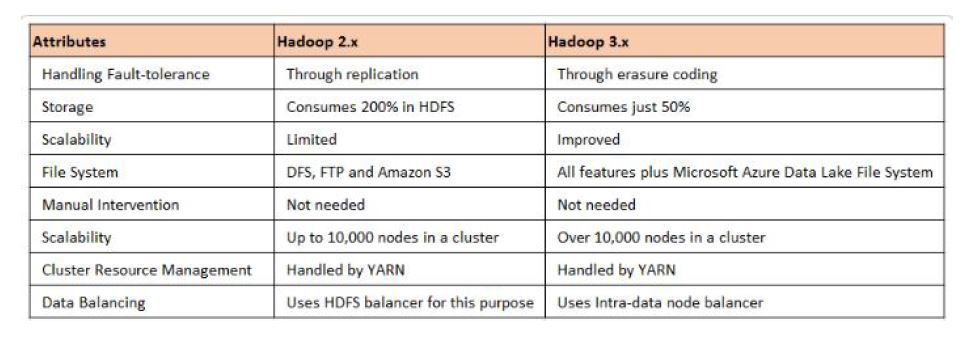 Attributes Hadoop 2.x Hadoop 3.x
Handling Fault-tolerance Through replication Through erasure coding
Storage Consumes 200% in HDFS Consumes just 50%
Scalability Limited Improved
File System DFS, FTP and Amazon S3 All features plus Microsoft Azure Data Lake File System
Manual Intervention Not needed Not needed
Scalability Up to 10,000 nodes in a cluster Over 10,000 nodes in a cluster
Cluster Resource Management Handled by YARN Handled by YARN
Data Balancing Uses HDFS balancer for this purpose Uses Intra-data node balancer